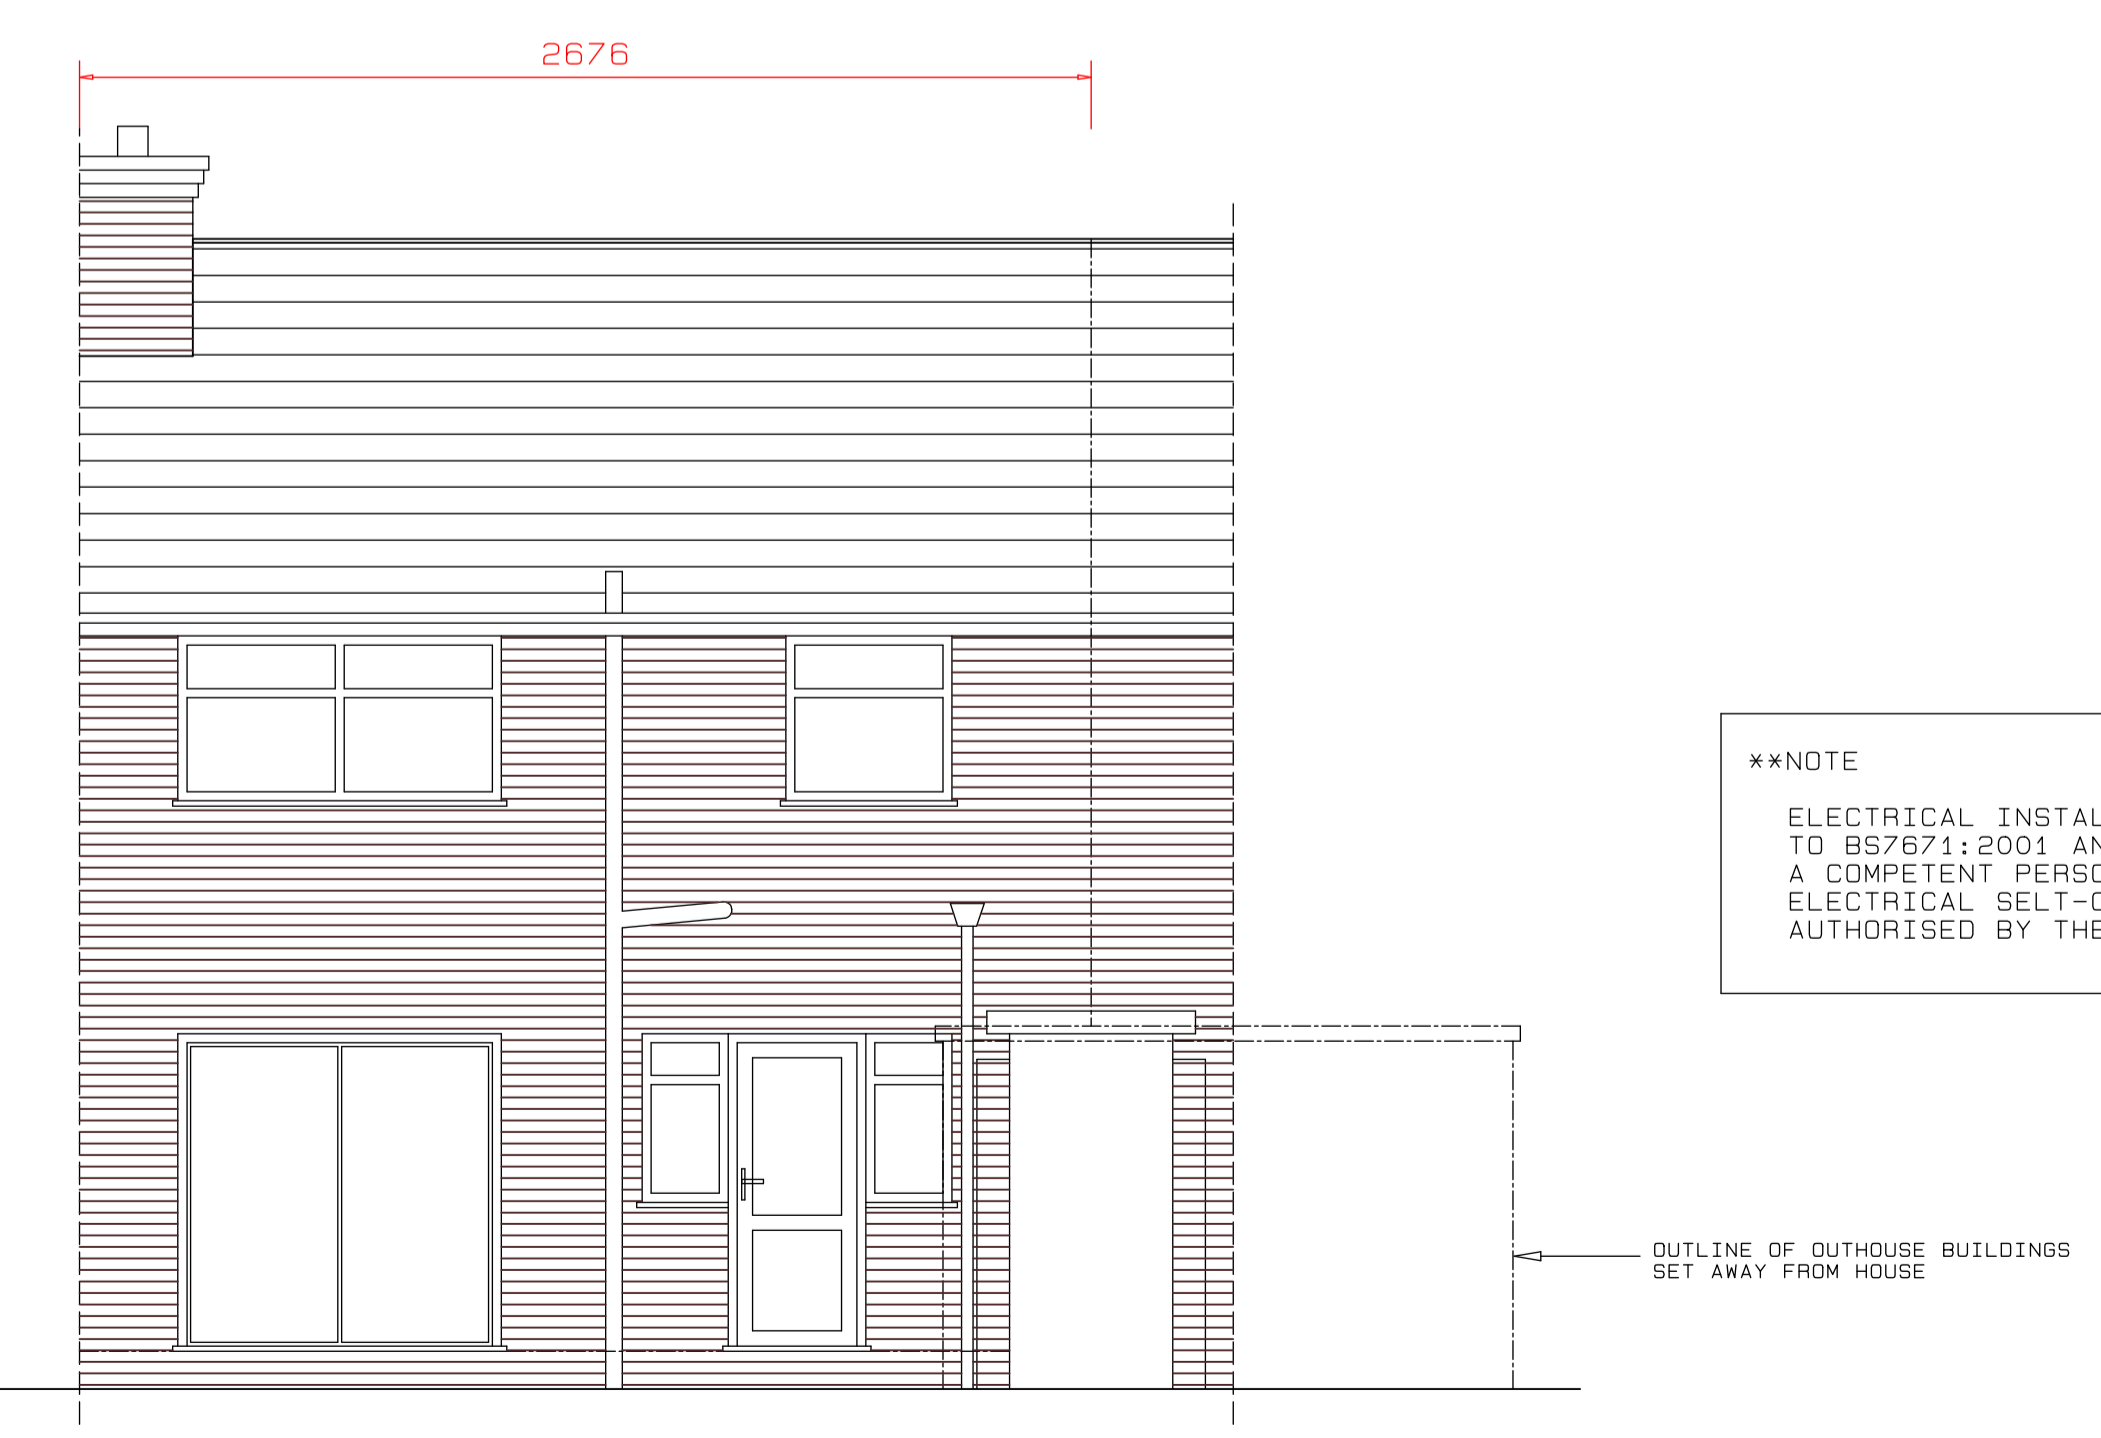 2676
**NOTE
ELECTRICAL INSTAL
TO BS7671:2001 AN
A COMPETENT PERSO
ELECTRICAL SELT-C
AUTHORISED BY THE
OUTLINE OF OUTHOUSE BUILDINGS
SET AWAY FROM HOUSE